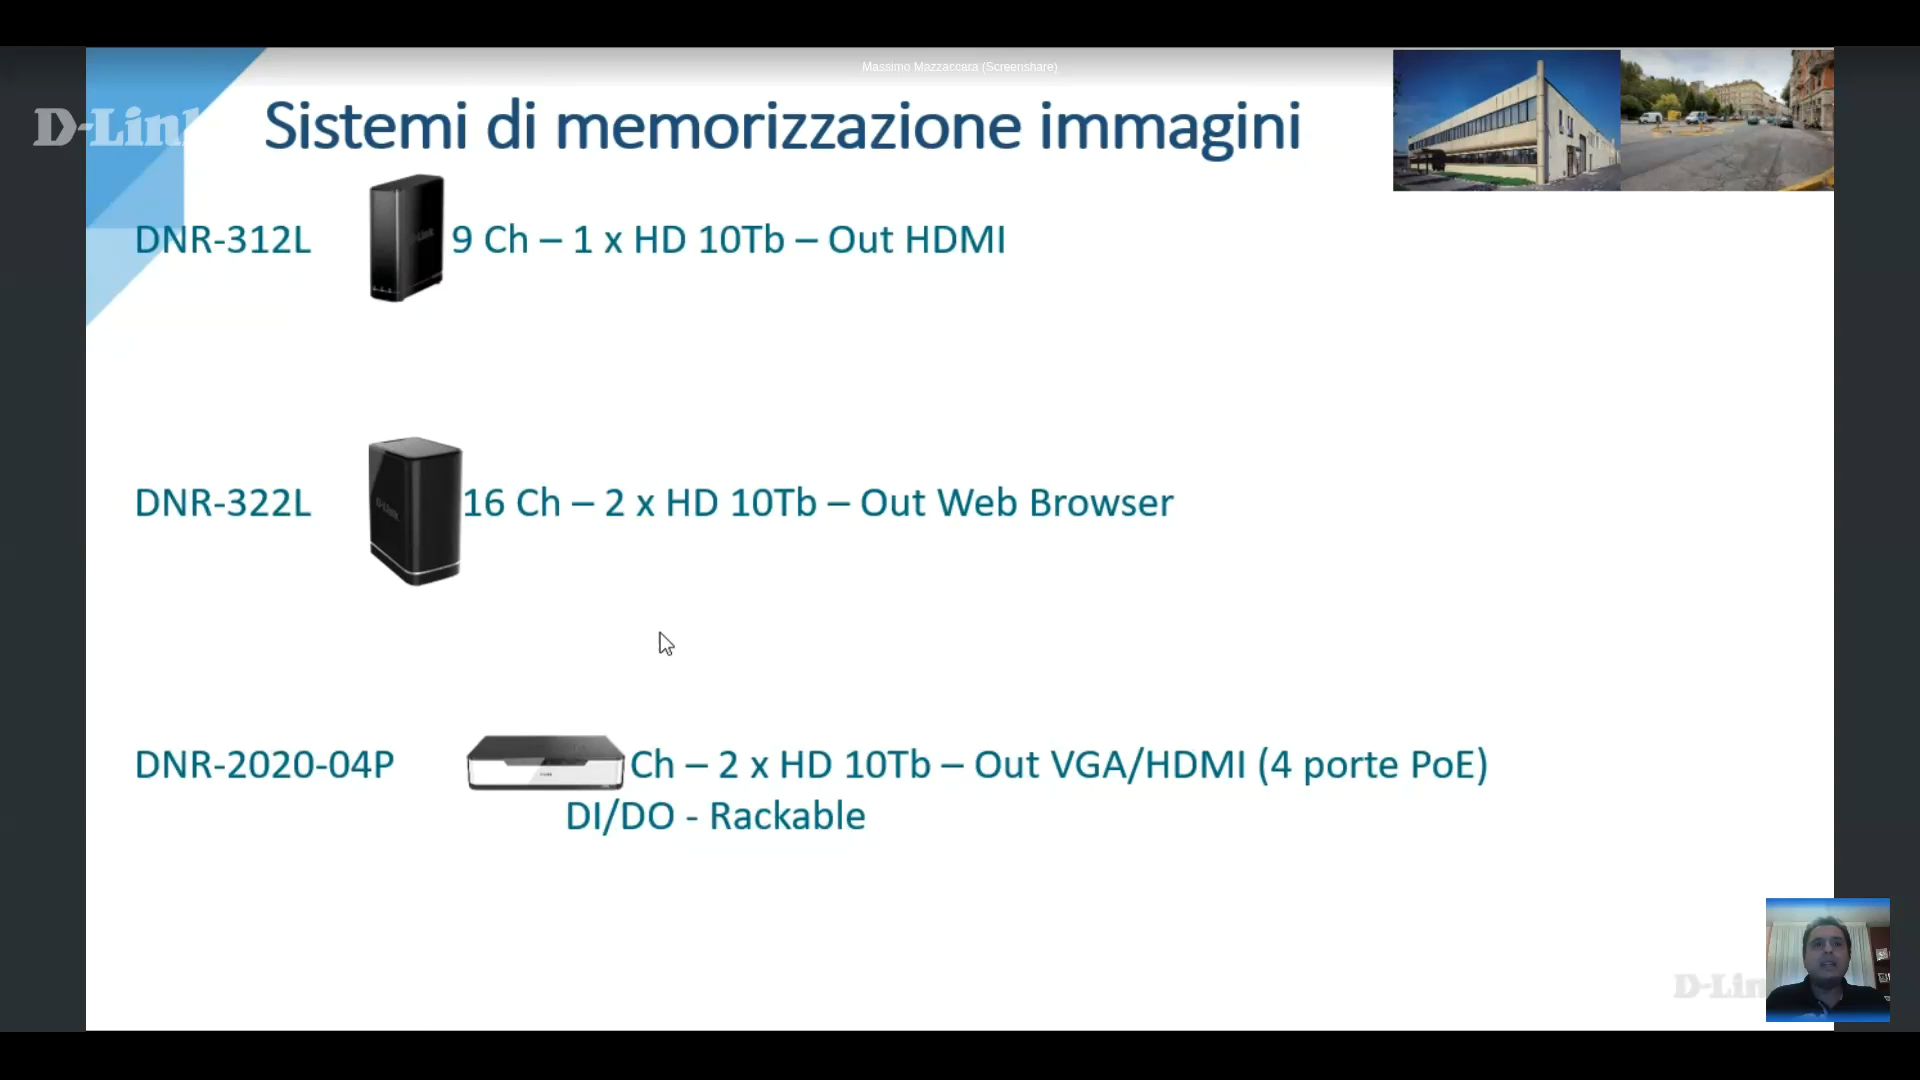 Massimo Mazzaccara (Screenshare)
D-Link
Sistemi di memorizzazione immagini
DNR-312L 9 Ch – 1 x HD 10Tb – Out HDMI
DNR-322L 16 Ch – 2 x HD 10Tb – Out Web Browser
DNR-2020-04P Ch – 2 x HD 10Tb – Out VGA/HDMI (4 porte PoE)
DI/DO - Rackable
D-Lin